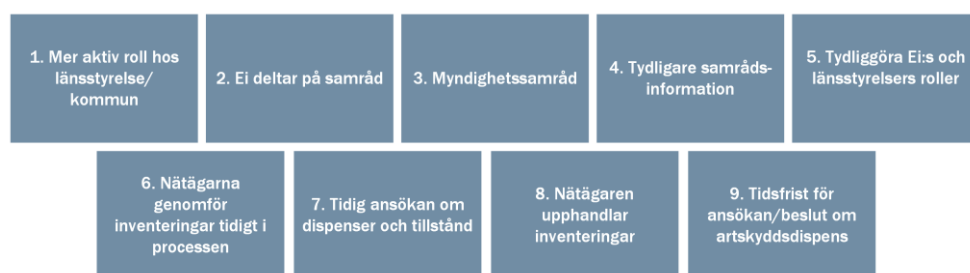 1. Mer aktiv roll hos
länsstyrelse/
kommun
2. Ei deltar på samråd
3. Myndighetssamråd
4. Tydligare samråds-
information
5. Tydliggöra Ei:s och
länsstyrelsers roller
6. Nätägarna
genomför
inventeringar tidigt i
processen
7. Tidig ansökan om
dispenser och tillstånd
8. Nätägaren
upphandlar
inventeringar
9. Tidsfrist för
ansökan/beslut om
artskyddsdispens